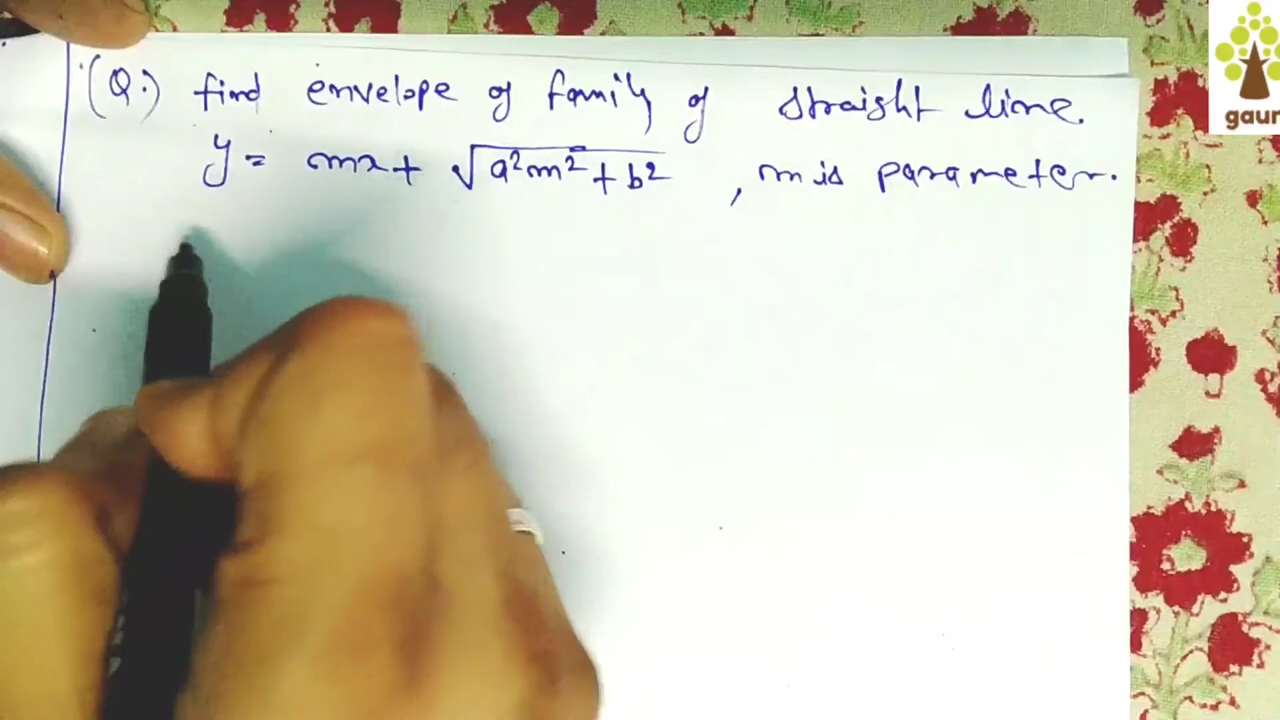 (Q.) find envelope of family of straight line.
y = mx + √a²m² + b² , m is parameter.
gaur